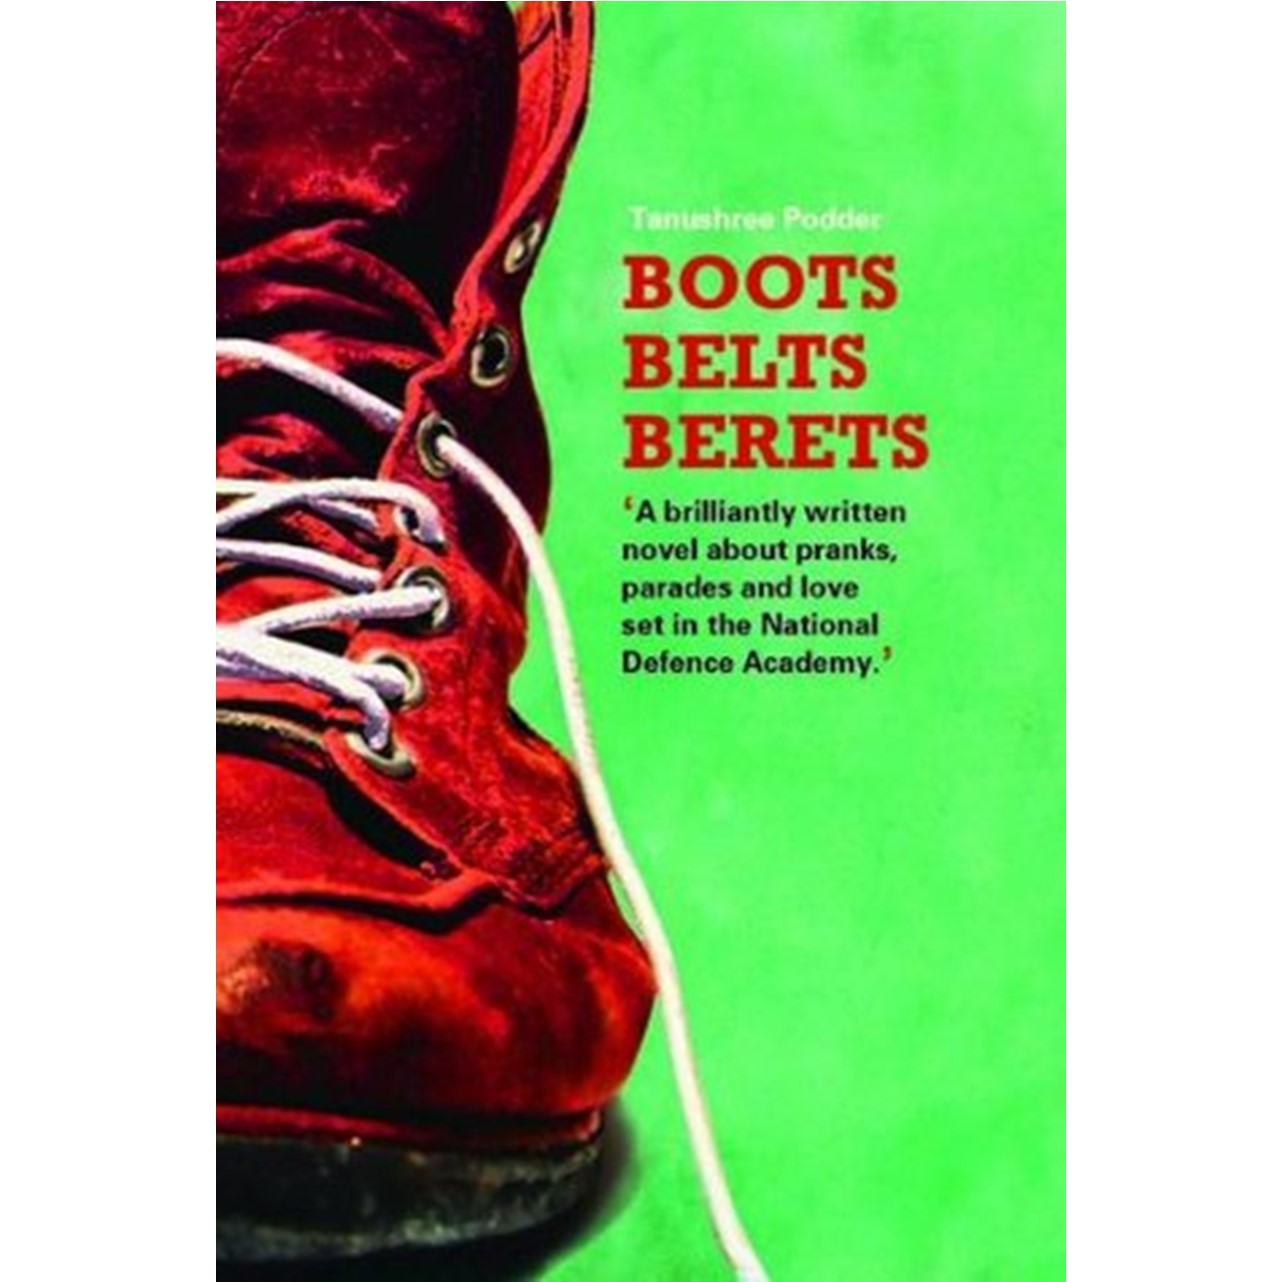 Tanushree Podder
BOOTS
BELTS
BERETS
‘A brilliantly written
novel about pranks,
parades and love
set in the National
Defence Academy.’